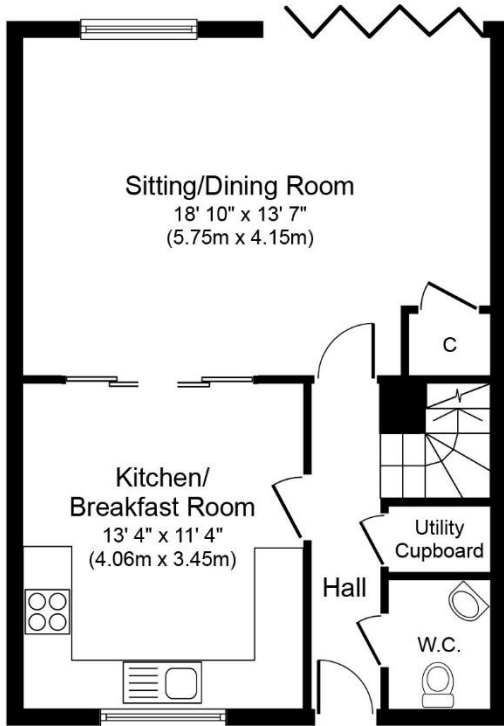 Sitting/Dining Room
18' 10" x 13' 7"
(5.75m x 4.15m)
C
Kitchen/
Breakfast Room
13' 4" x 11' 4"
(4.06m x 3.45m)
Utility
Cupboard
Hall
W.C.